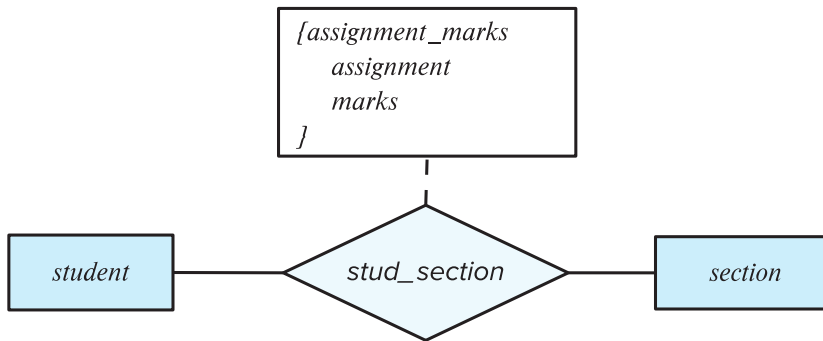 {assignment_marks
assignment
marks
}
student
stud_section
section